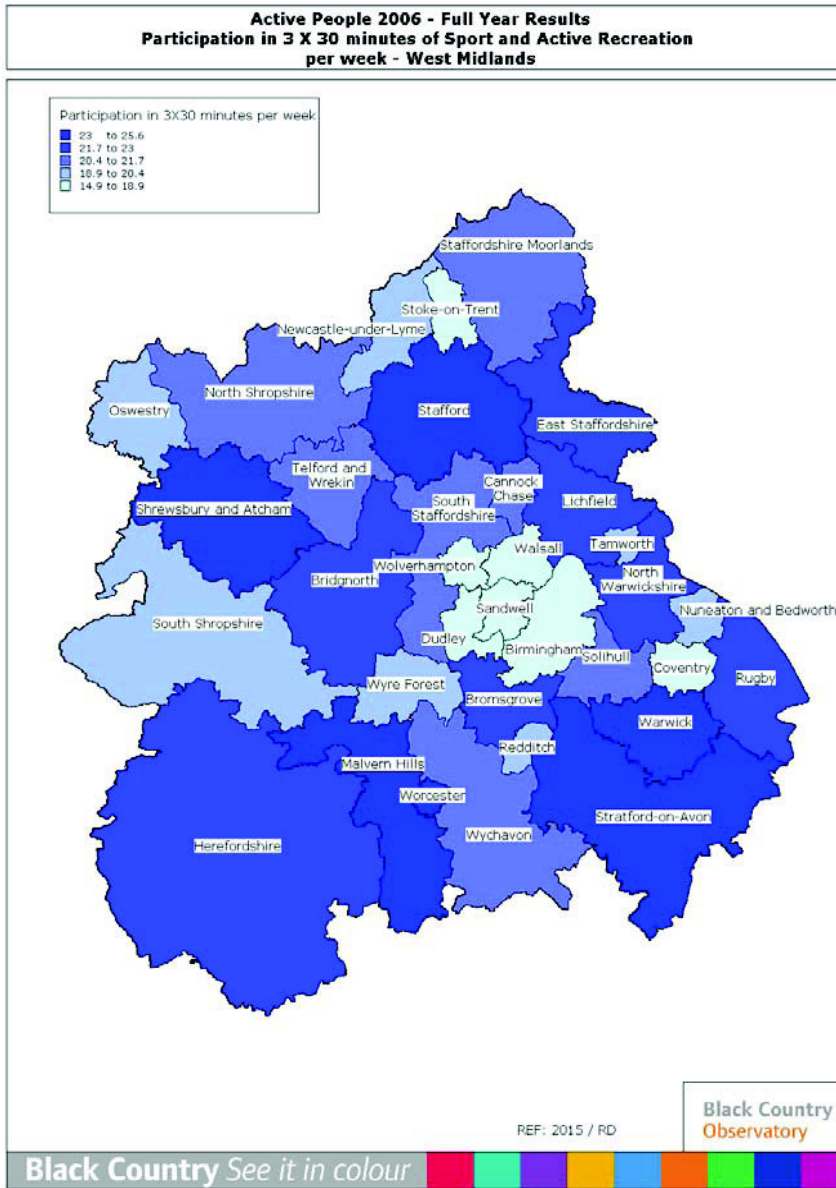 Active People 2006 - Full Year Results
Participation in 3 X 30 minutes of Sport and Active Recreation
per week - West Midlands
Participation in 3X30 minutes per week
23 to 25.6
21.7 to 23
20.4 to 21.7
18.9 to 20.4
14.9 to 18.9
Staffordshire Moorlands
Stoke-on-Trent
Newcastle-under-Lyme
North Shropshire
Oswestry
Stafford
East Staffordshire
Telford and
Wrekin
Cannock
Chase
South
Staffordshire
Lichfield
Shrewsbury and Atcham
Walsall
Tamworth
Wolverhampton
North
Warwickshire
Bridgnorth
Sandwell
Nuneaton and Bedworth
South Shropshire
Dudley
Birmingham
Solihull
Coventry
Rugby
Wyre Forest
Bromsgrove
Warwick
Redditch
Malvern Hills
Worcester
Stratford-on-Avon
Wychavon
Herefordshire
REF: 2015 / RD
Black Country
Observatory
Black Country See it in colour